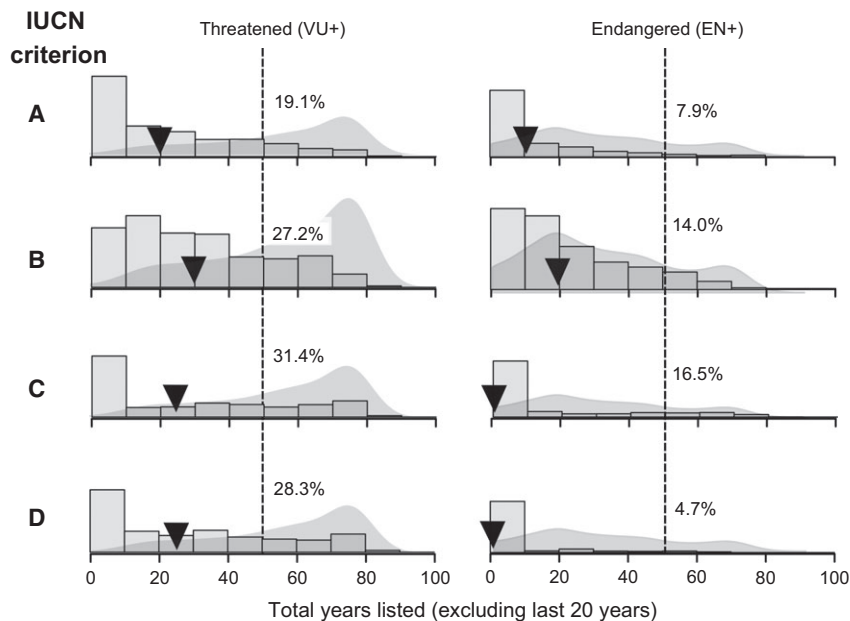 IUCN
criterion
Threatened (VU+)
Endangered (EN+)
A
19.1%
7.9%
B
27.2%
14.0%
C
31.4%
16.5%
D
28.3%
4.7%
0 20 40 60 80 100
0 20 40 60 80 100
Total years listed (excluding last 20 years)